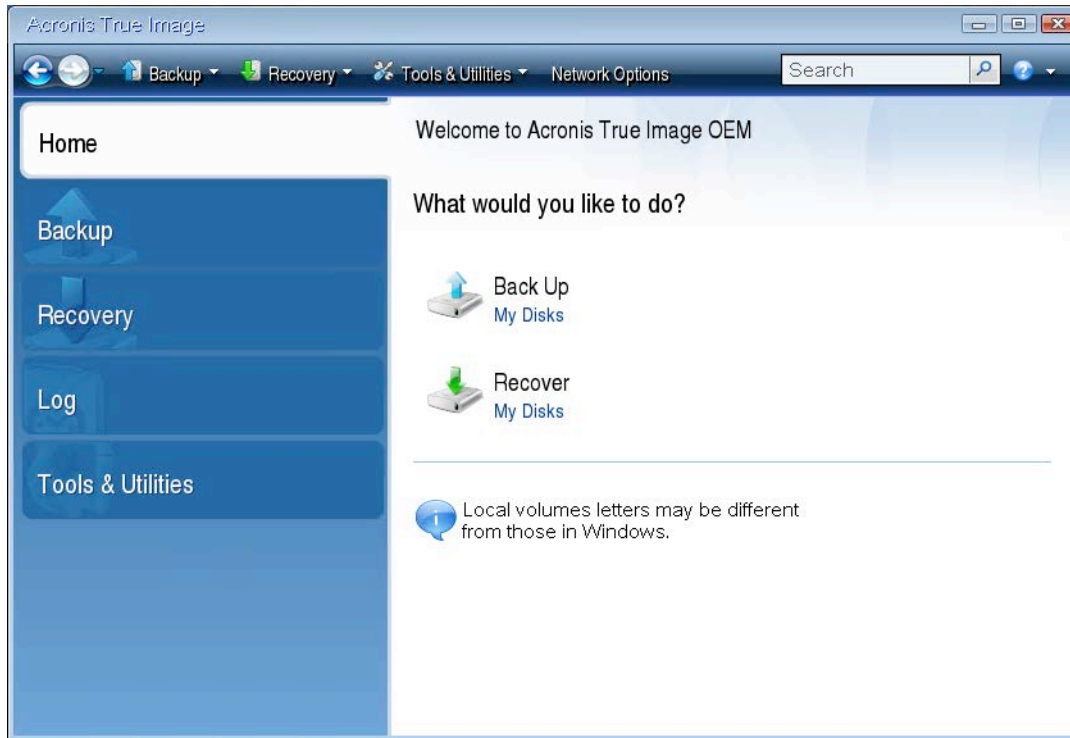 Acronis True Image
Backup Recovery Tools & Utilities Network Options Search
Home
Backup
Recovery
Log
Tools & Utilities
Welcome to Acronis True Image OEM
What would you like to do?
Back Up
My Disks
Recover
My Disks
Local volumes letters may be different
from those in Windows.